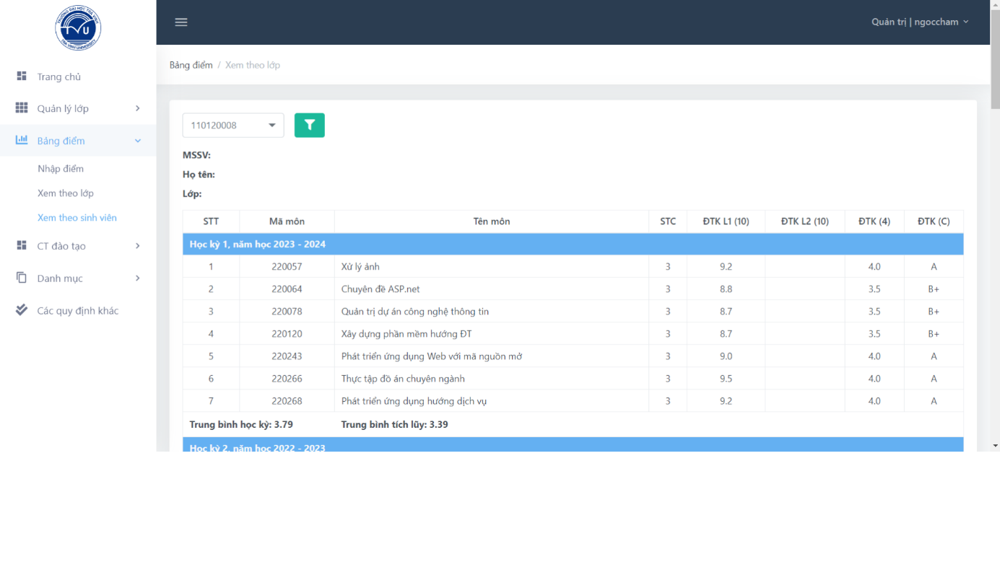 TRƯỜNG ĐẠI HỌC TRÀ VINH
TVU
TRA VINH UNIVERSITY
Quản trị | ngoccham
Trang chủ
Quản lý lớp
Bảng điểm
Nhập điểm
Xem theo lớp
Xem theo sinh viên
CT đào tạo
Danh mục
Các quy định khác
Bảng điểm / Xem theo lớp
110120008
MSSV:
Họ tên:
Lớp:
STT Mã môn Tên môn STC ĐTK L1 (10) ĐTK L2 (10) ĐTK (4) ĐTK (C)
Học kỳ 1, năm học 2023 - 2024
1 220057 Xử lý ảnh 3 9.2 4.0 A
2 220064 Chuyên đề ASP.net 3 8.8 3.5 B+
3 220078 Quản trị dự án công nghệ thông tin 3 8.7 3.5 B+
4 220120 Xây dựng phần mềm hướng ĐT 3 8.7 3.5 B+
5 220243 Phát triển ứng dụng Web với mã nguồn mở 3 9.0 4.0 A
6 220266 Thực tập đồ án chuyên ngành 3 9.5 4.0 A
7 220268 Phát triển ứng dụng hướng dịch vụ 3 9.2 4.0 A
Trung bình học kỳ: 3.79 Trung bình tích lũy: 3.39
Học kỳ 2, năm học 2022 - 2023